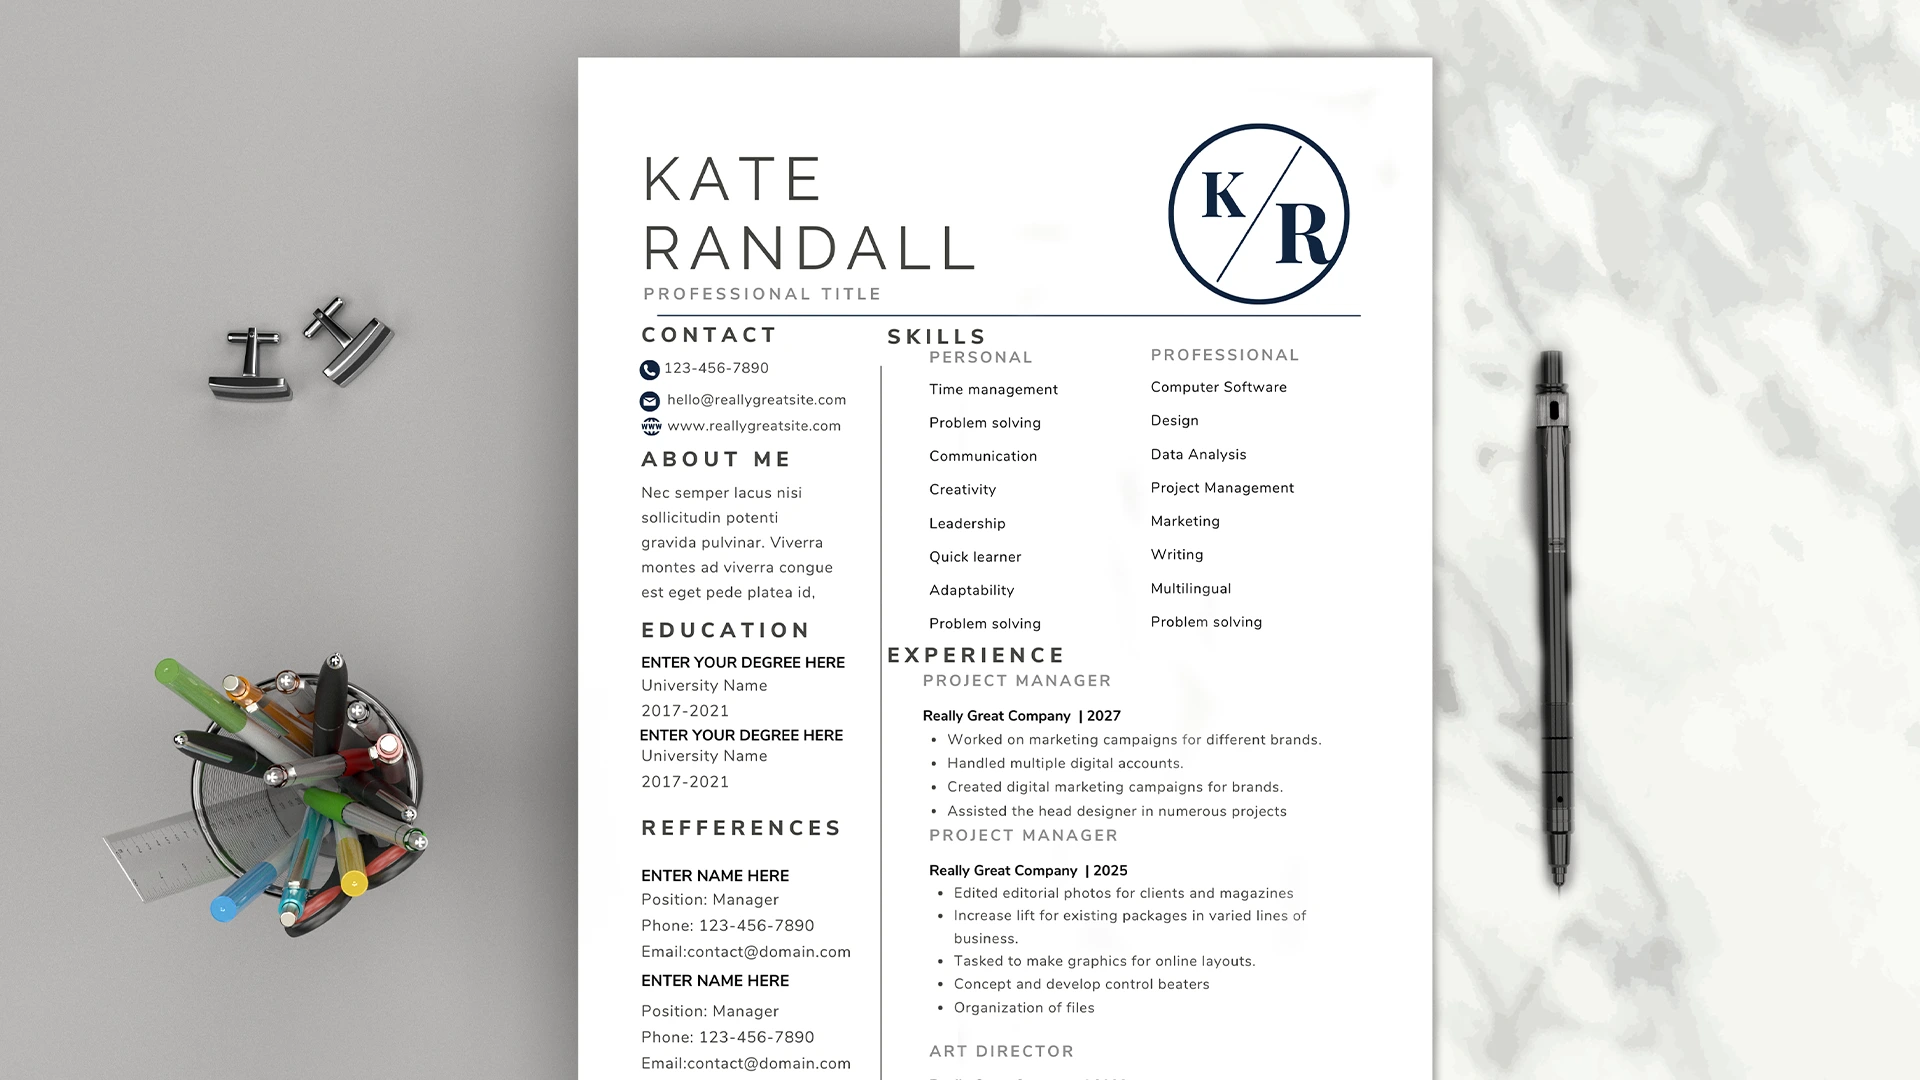 KATE
RANDALL
PROFESSIONAL TITLE
K/R
CONTACT
123-456-7890
hello@reallygreatsite.com
www
www.reallygreatsite.com
ABOUT ME
Nec semper lacus nisi
sollicitudin potenti
gravida pulvinar. Viverra
montes ad viverra congue
est eget pede platea id,
EDUCATION
ENTER YOUR DEGREE HERE
University Name
2017-2021
ENTER YOUR DEGREE HERE
University Name
2017-2021
REFFERENCES
ENTER NAME HERE
Position: Manager
Phone: 123-456-7890
Email:contact@domain.com
ENTER NAME HERE
Position: Manager
Phone: 123-456-7890
Email:contact@domain.com
SKILLS
PERSONAL
Time management
Problem solving
Communication
Creativity
Leadership
Quick learner
Adaptability
Problem solving
PROFESSIONAL
Computer Software
Design
Data Analysis
Project Management
Marketing
Writing
Multilingual
Problem solving
EXPERIENCE
PROJECT MANAGER
Really Great Company | 2027
• Worked on marketing campaigns for different brands.
• Handled multiple digital accounts.
• Created digital marketing campaigns for brands.
• Assisted the head designer in numerous projects
PROJECT MANAGER
Really Great Company | 2025
• Edited editorial photos for clients and magazines
• Increase lift for existing packages in varied lines of
business.
• Tasked to make graphics for online layouts.
• Concept and develop control beaters
• Organization of files
ART DIRECTOR